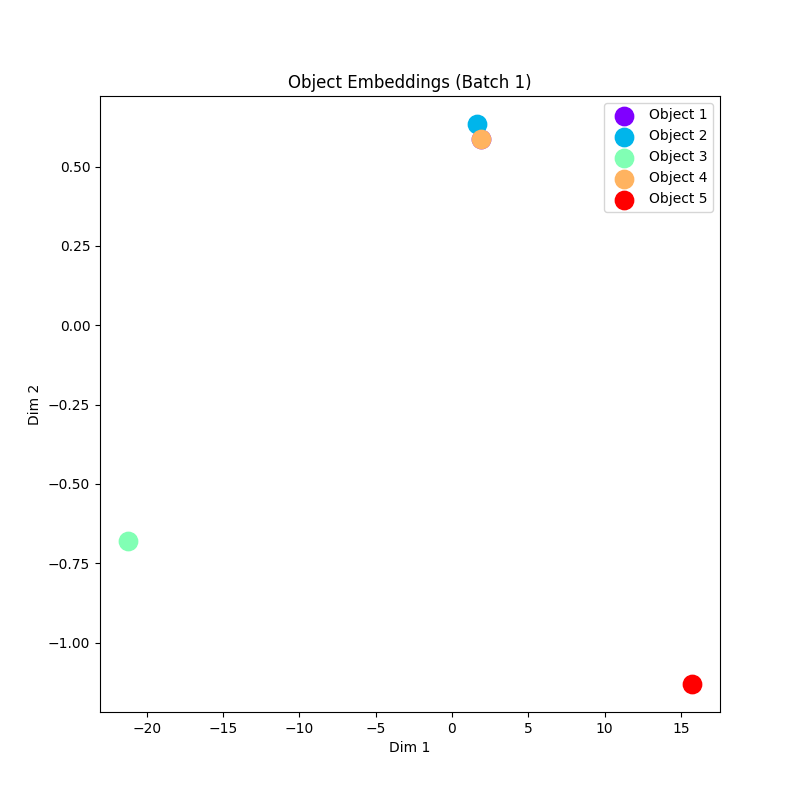 Object Embeddings (Batch 1)
Object 1
Object 2
Object 3
Object 4
Object 5
0.50
0.25
0.00
−0.25
−0.50
−0.75
−1.00
Dim 2
−20
−15
−10
−5
0
5
10
15
Dim 1